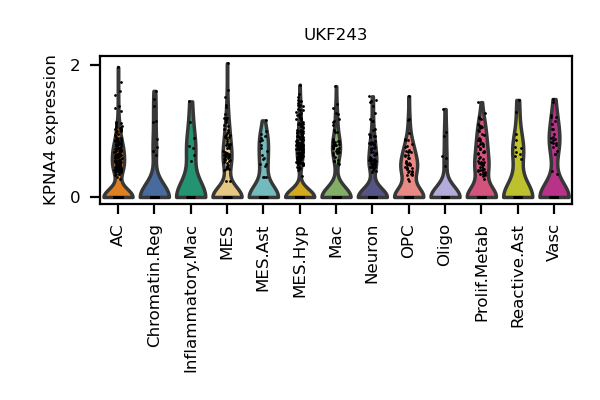 UKF243
KPNA4 expression
2
0
AC
Chromatin.Reg
Inflammatory.Mac
MES
MES.Ast
MES.Hyp
Mac
Neuron
OPC
Oligo
Prolif.Metab
Reactive.Ast
Vasc